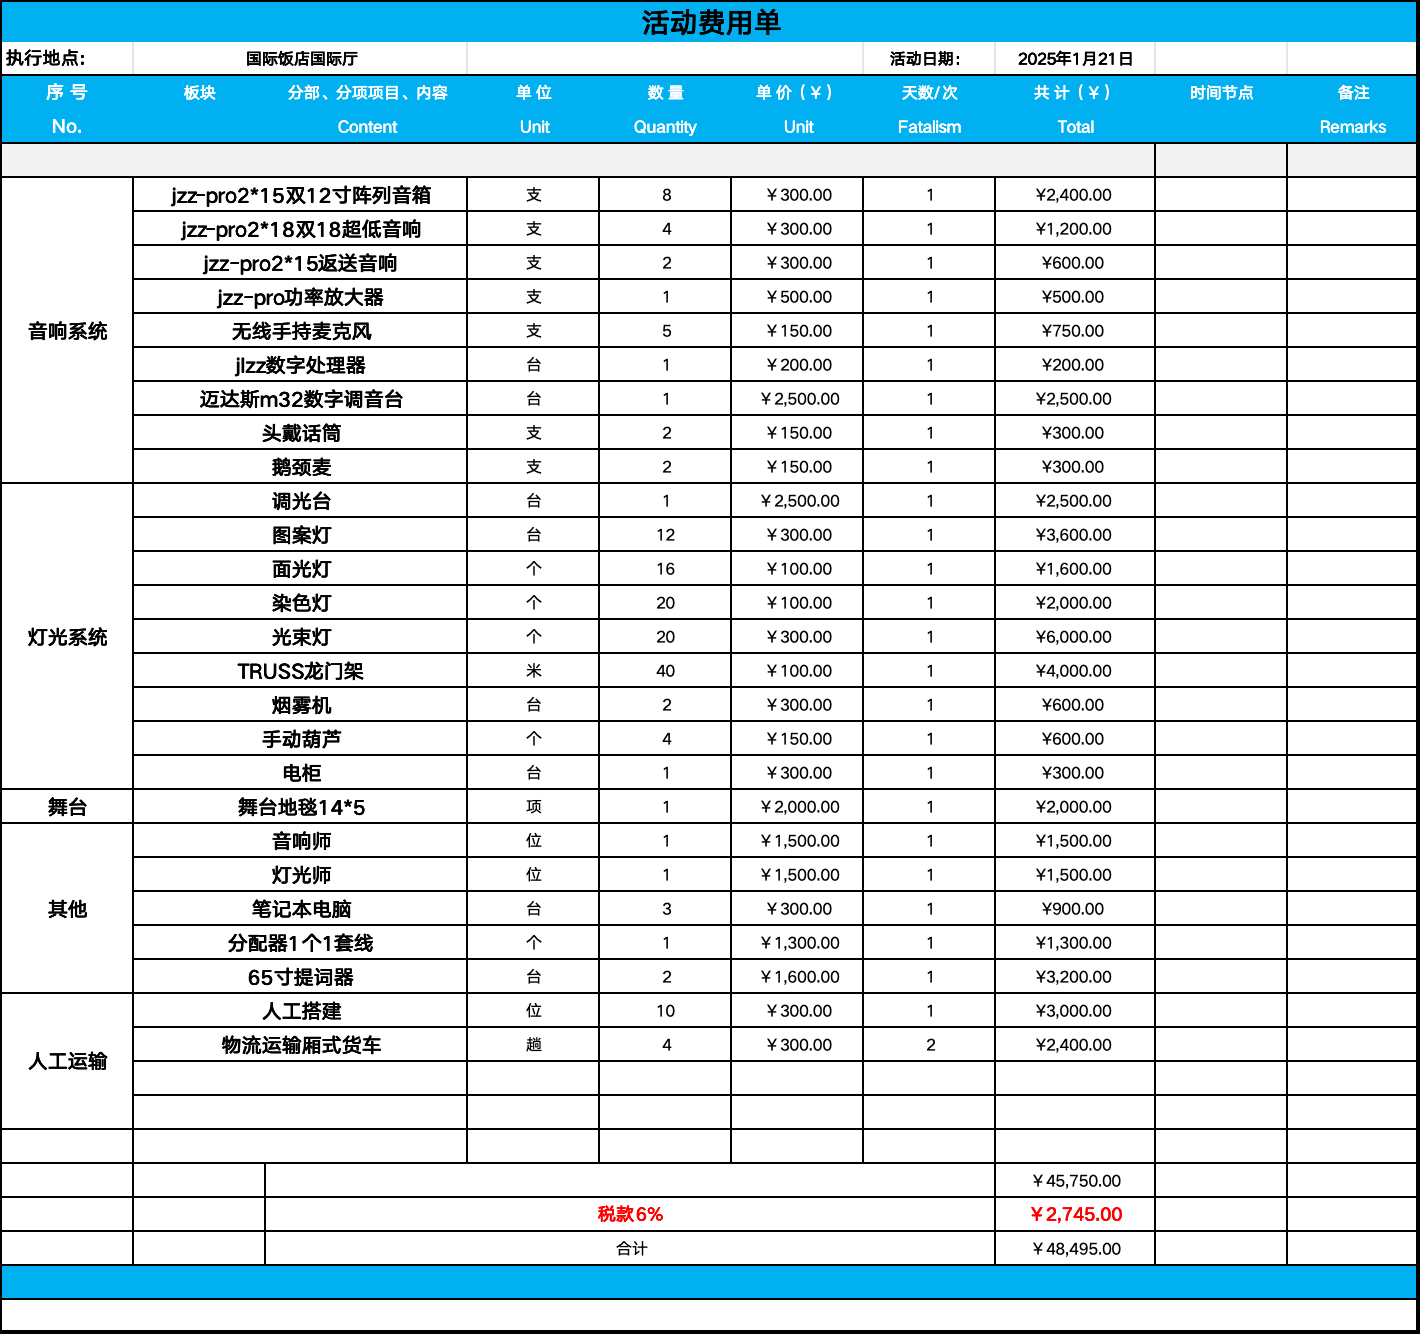 活动费用单
执行地点: 国际饭店国际厅 活动日期: 2025年1月21日
序 号 板块 分部、分项项目、内容 单 位 数 量 单 价（￥） 天数/次 共 计（￥） 时间节点 备注
No. Content Unit Quantity Unit Fatalism Total Remarks
音响系统
jzz-pro2*15双12寸阵列音箱 支 8 ￥300.00 1 ¥2,400.00
jzz-pro2*18双18超低音响 支 4 ￥300.00 1 ¥1,200.00
jzz-pro2*15返送音响 支 2 ￥300.00 1 ¥600.00
jzz-pro功率放大器 支 1 ￥500.00 1 ¥500.00
无线手持麦克风 支 5 ￥150.00 1 ¥750.00
jlzz数字处理器 台 1 ￥200.00 1 ¥200.00
迈达斯m32数字调音台 台 1 ￥2,500.00 1 ¥2,500.00
头戴话筒 支 2 ￥150.00 1 ¥300.00
鹅颈麦 支 2 ￥150.00 1 ¥300.00
灯光系统
调光台 台 1 ￥2,500.00 1 ¥2,500.00
图案灯 台 12 ￥300.00 1 ¥3,600.00
面光灯 个 16 ￥100.00 1 ¥1,600.00
染色灯 个 20 ￥100.00 1 ¥2,000.00
光束灯 个 20 ￥300.00 1 ¥6,000.00
TRUSS龙门架 米 40 ￥100.00 1 ¥4,000.00
烟雾机 台 2 ￥300.00 1 ¥600.00
手动葫芦 个 4 ￥150.00 1 ¥600.00
电柜 台 1 ￥300.00 1 ¥300.00
舞台 舞台地毯14*5 项 1 ￥2,000.00 1 ¥2,000.00
其他
音响师 位 1 ￥1,500.00 1 ¥1,500.00
灯光师 位 1 ￥1,500.00 1 ¥1,500.00
笔记本电脑 台 3 ￥300.00 1 ¥900.00
分配器1个1套线 个 1 ￥1,300.00 1 ¥1,300.00
65寸提词器 台 2 ￥1,600.00 1 ¥3,200.00
人工运输
人工搭建 位 10 ￥300.00 1 ¥3,000.00
物流运输厢式货车 趟 4 ￥300.00 2 ¥2,400.00
￥45,750.00
税款6% ￥2,745.00
合计 ￥48,495.00